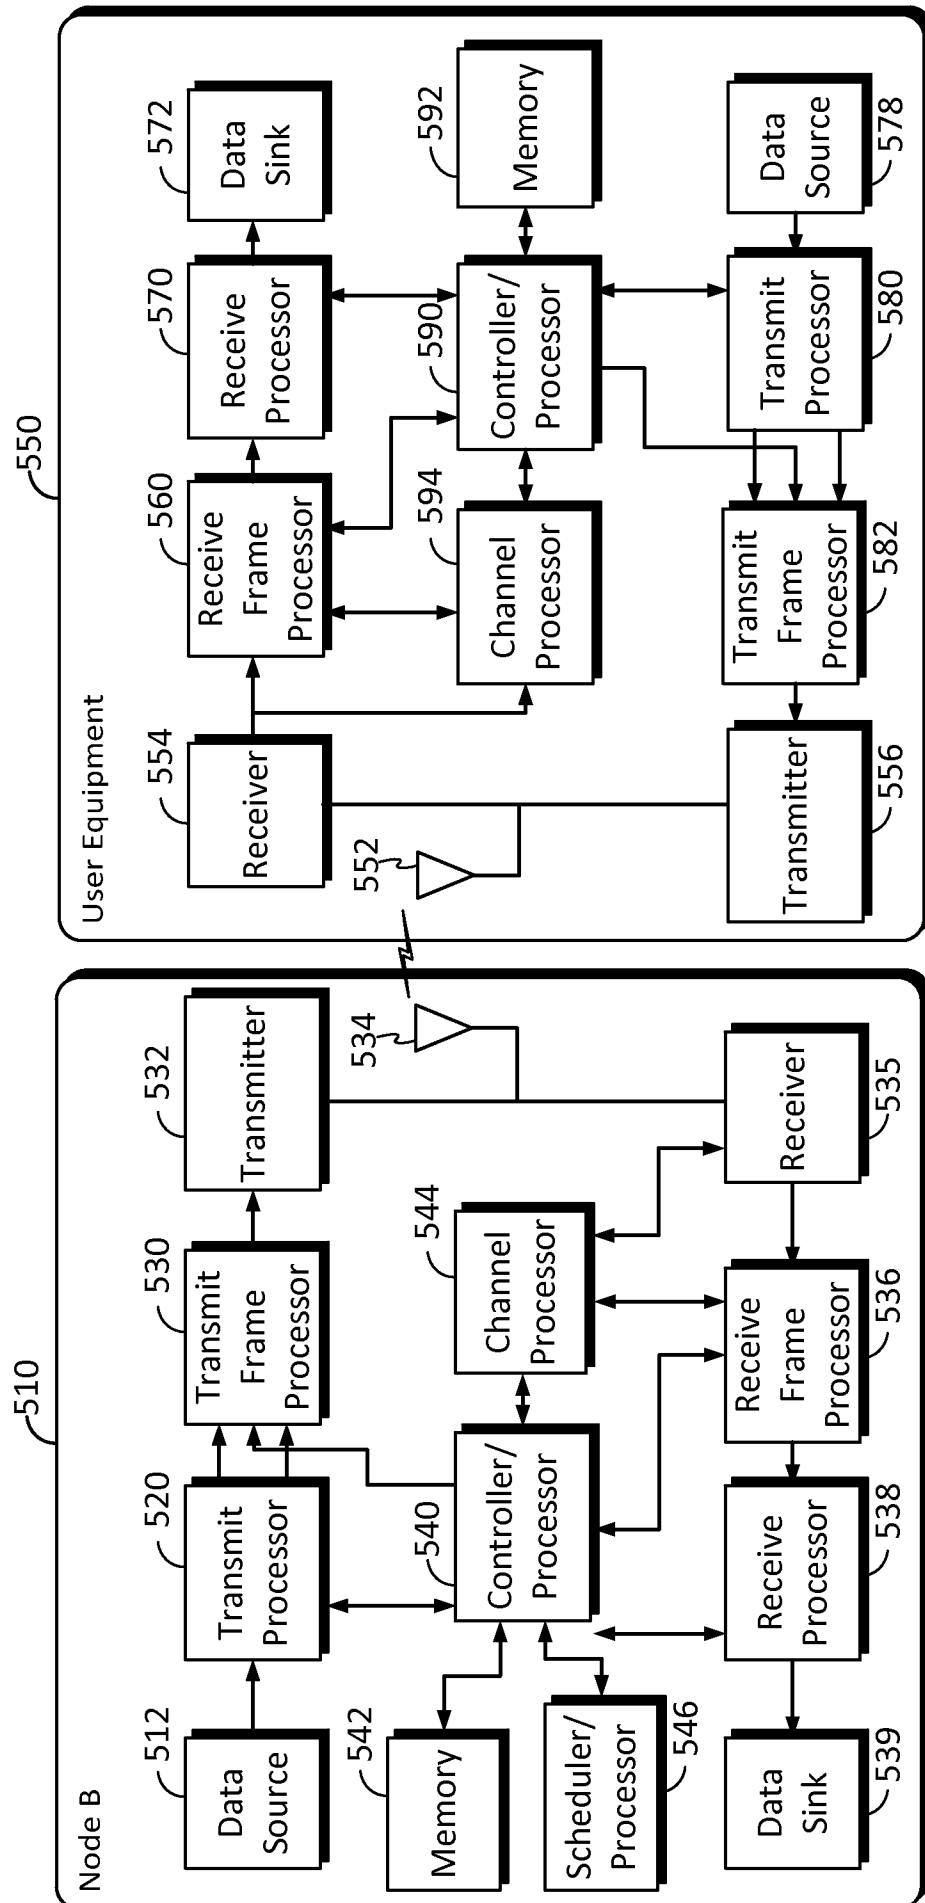 510
Node B
512
Data
Source
520
Transmit
Processor
530
Transmit
Frame
Processor
532
Transmitter
534
542
Memory
540
Controller/
Processor
544
Channel
Processor
Scheduler/
Processor
546
Data
Sink
539
Receive
Processor
538
Receive
Frame
Processor
536
Receiver
535
550
User Equipment
554
Receiver
560
Receive
Frame
Processor
570
Receive
Processor
572
Data
Sink
552
594
Channel
Processor
590
Controller/
Processor
592
Memory
Transmitter
556
Transmit
Frame
Processor
582
Transmit
Processor
580
Data
Source
578